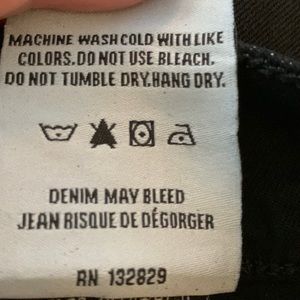 MACHINE WASH COLD WITH LIKE
COLORS. DO NOT USE BLEACH.
DO NOT TUMBLE DRY. HANG DRY.
DENIM MAY BLEED
JEAN RISQUE DE DÉGORGER
RN 132829